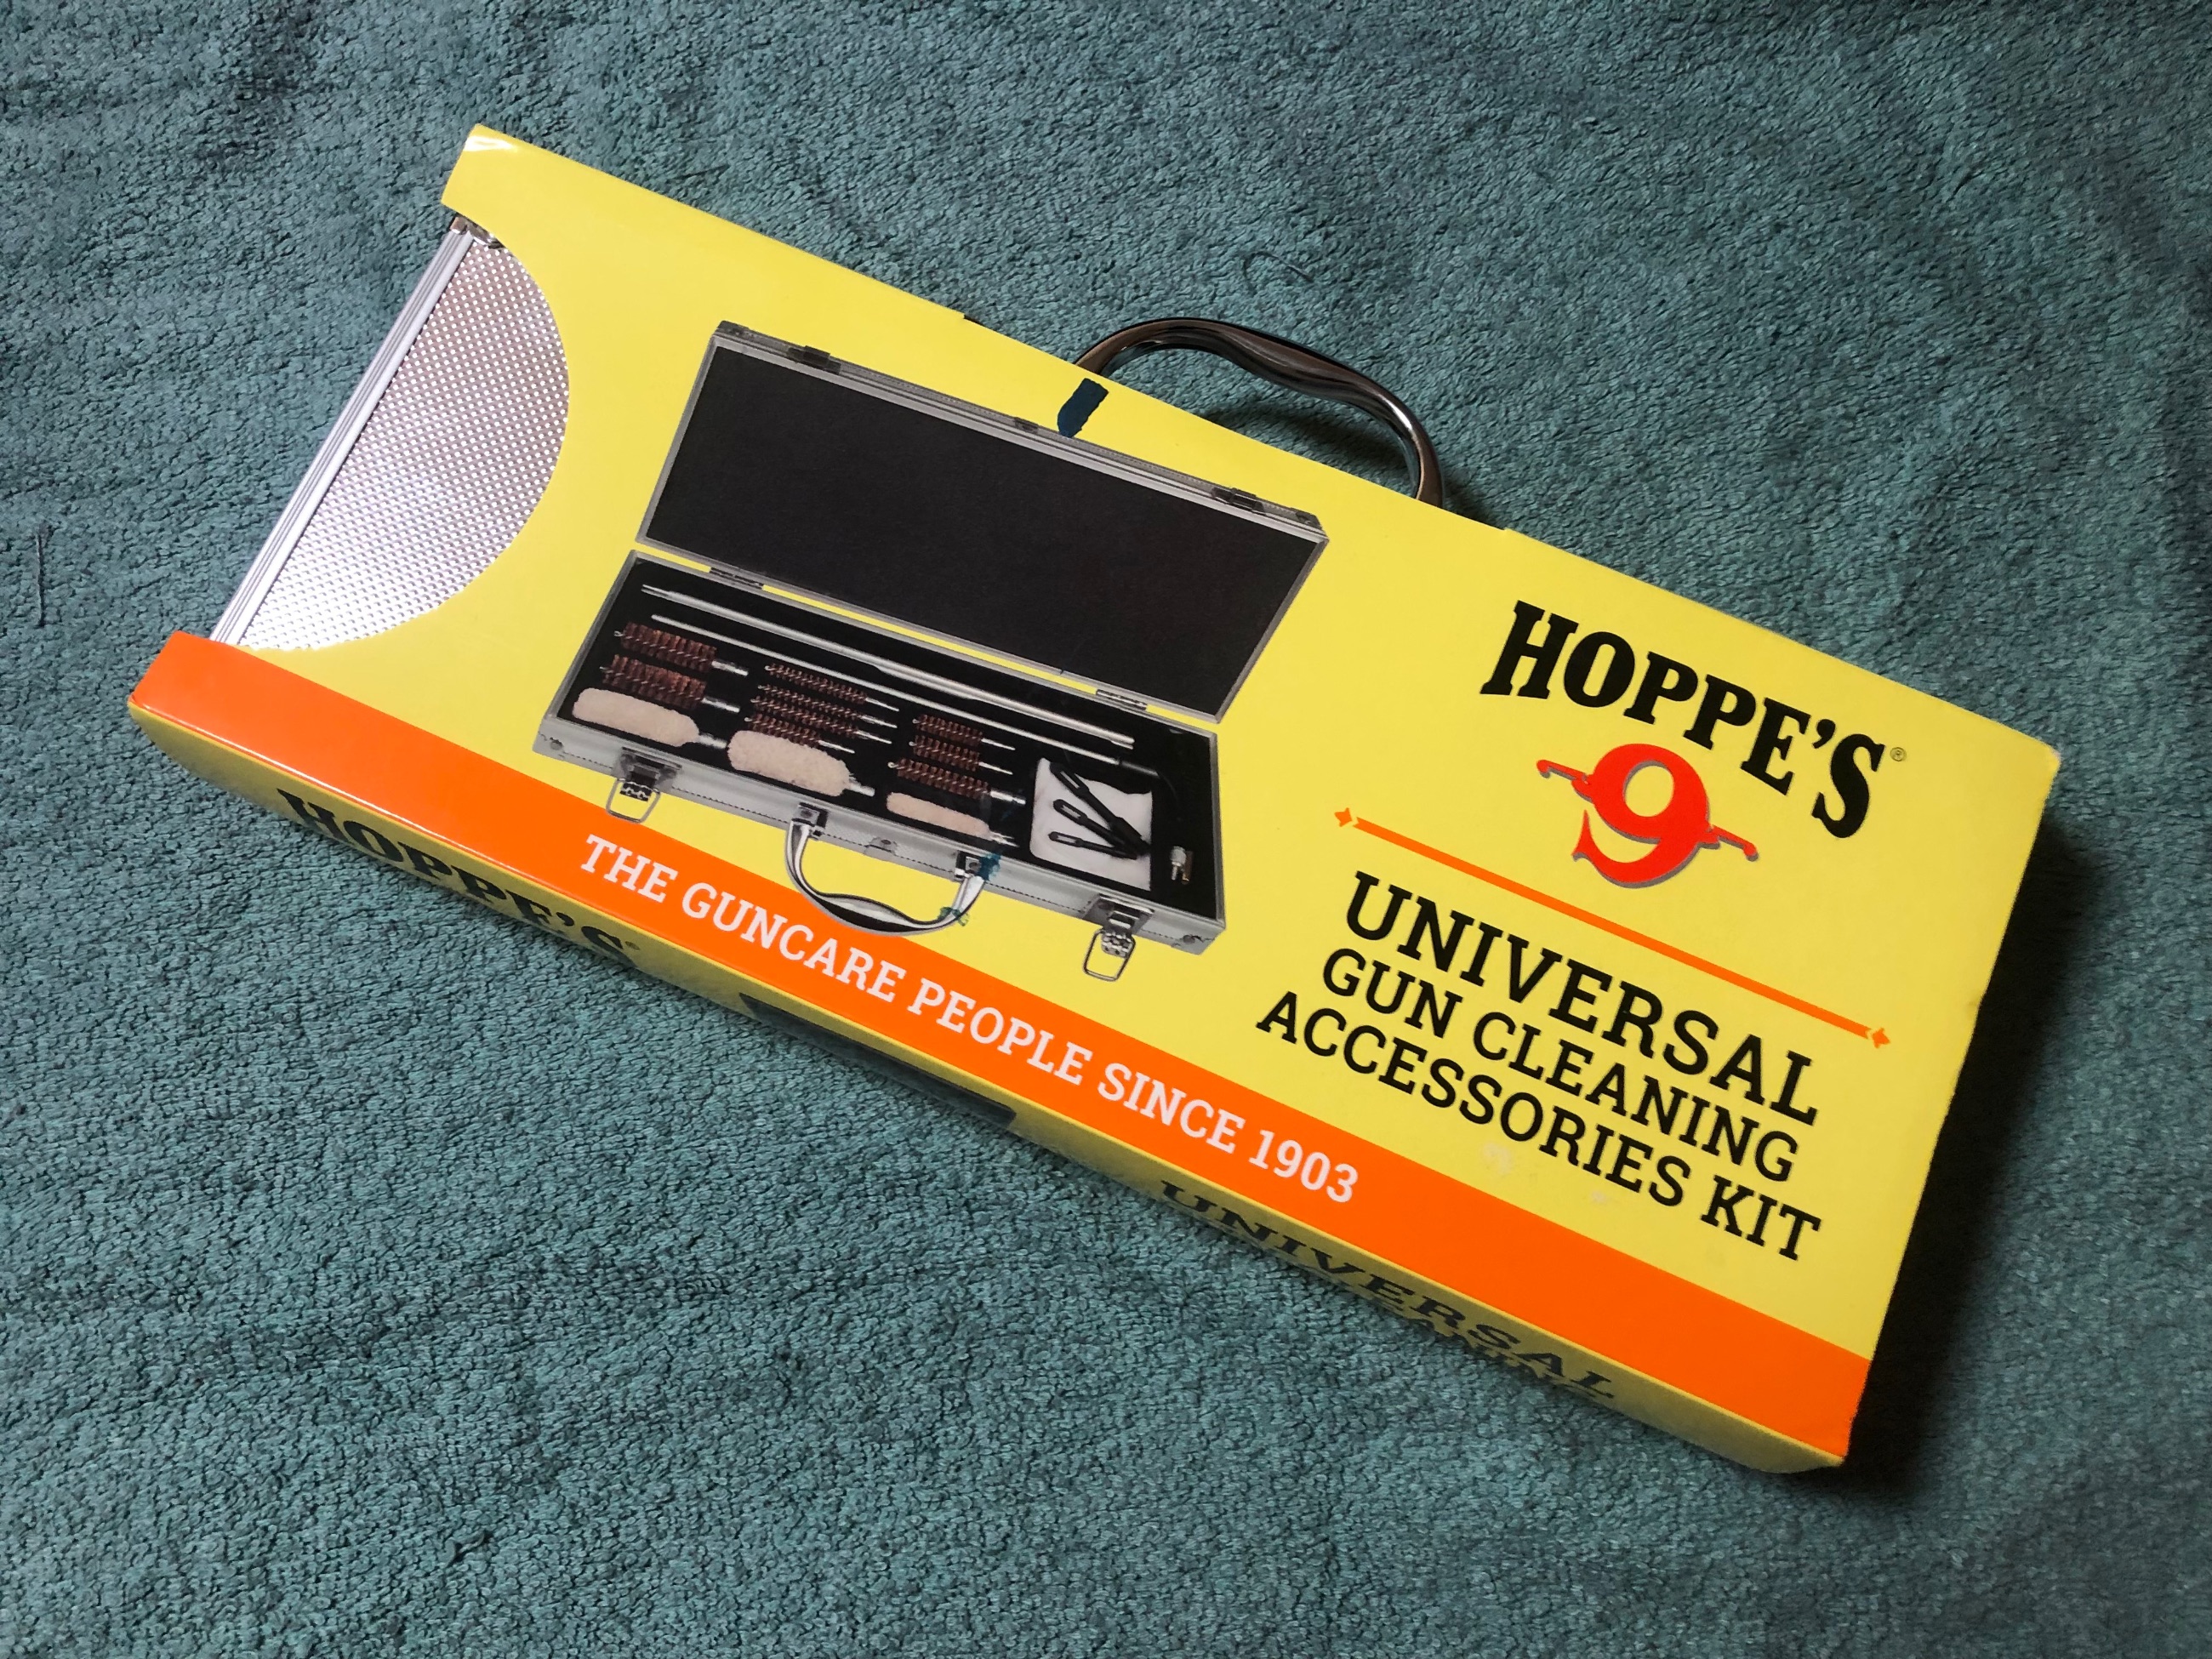 HOPPE'S®
9
UNIVERSAL
GUN CLEANING
ACCESSORIES KIT
THE GUNCARE PEOPLE SINCE 1903
HOPPE'S®
UNIVERSAL